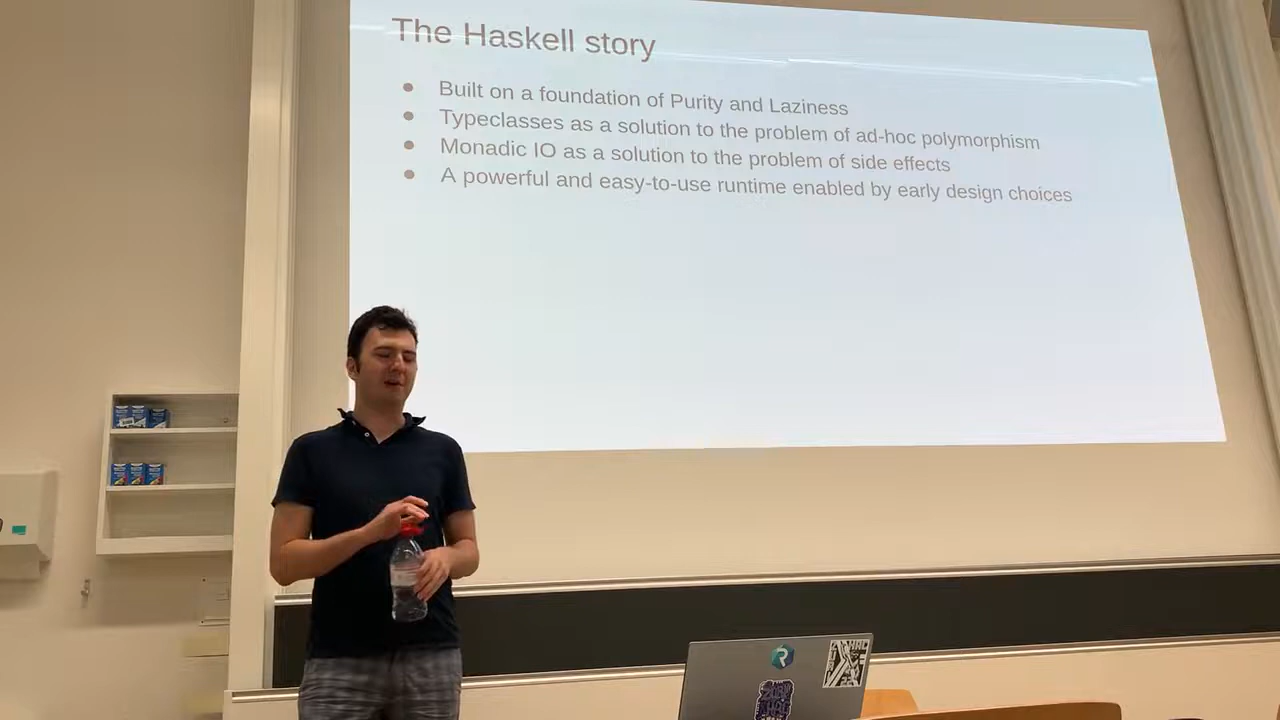 The Haskell story
Built on a foundation of Purity and Laziness
Typeclasses as a solution to the problem of ad-hoc polymorphism
Monadic IO as a solution to the problem of side effects
A powerful and easy-to-use runtime enabled by early design choices